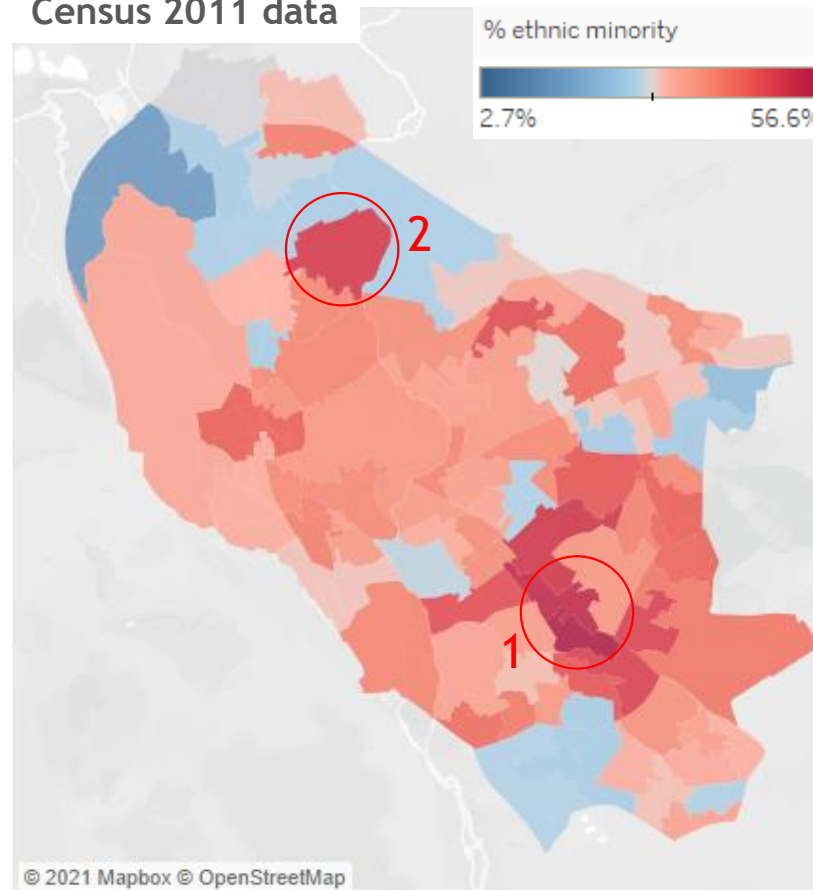 Census 2011 data
% ethnic minority
2.7%
56.6%
2
1
© 2021 Mapbox © OpenStreetMap